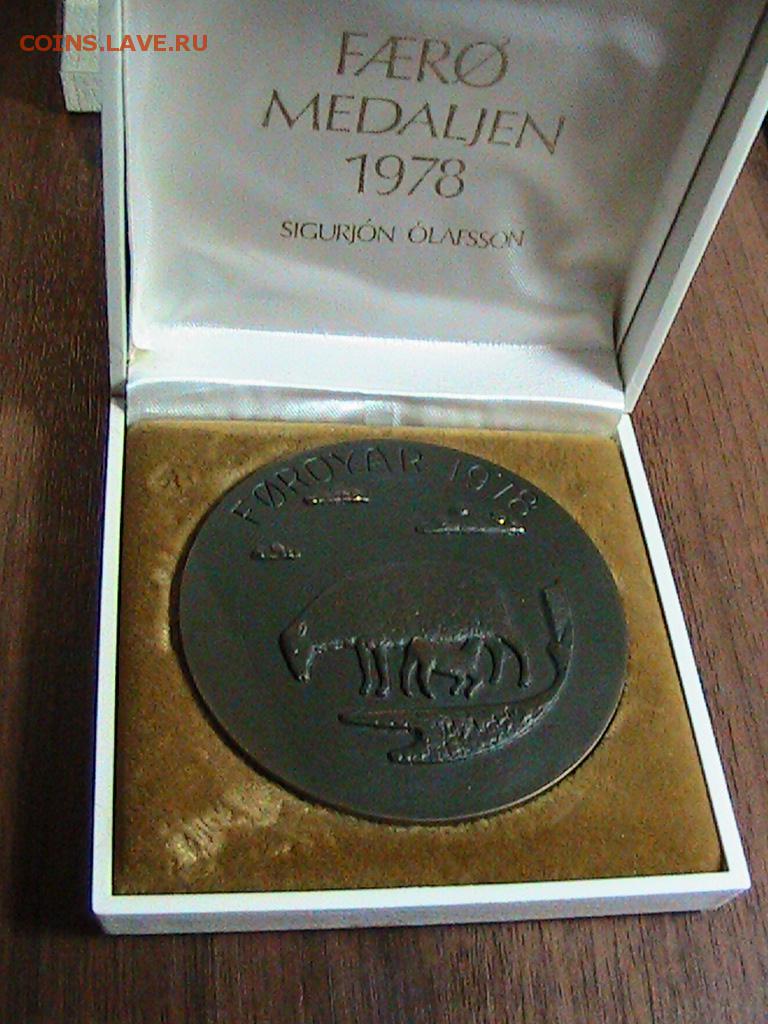 COINS.LAVE.RU
FÆRØ
MEDALJEN
1978
SIGURJÓN ÓLAFSSON
FØROYAR 1978